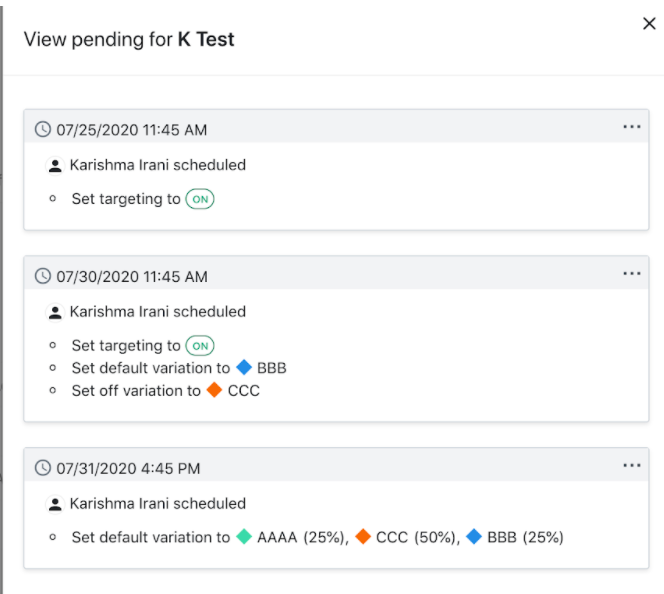 View pending for K Test
07/25/2020 11:45 AM
Karishma Irani scheduled
Set targeting to ON
07/30/2020 11:45 AM
Karishma Irani scheduled
Set targeting to ON
Set default variation to BBB
Set off variation to CCC
07/31/2020 4:45 PM
Karishma Irani scheduled
Set default variation to AAAA (25%), CCC (50%), BBB (25%)